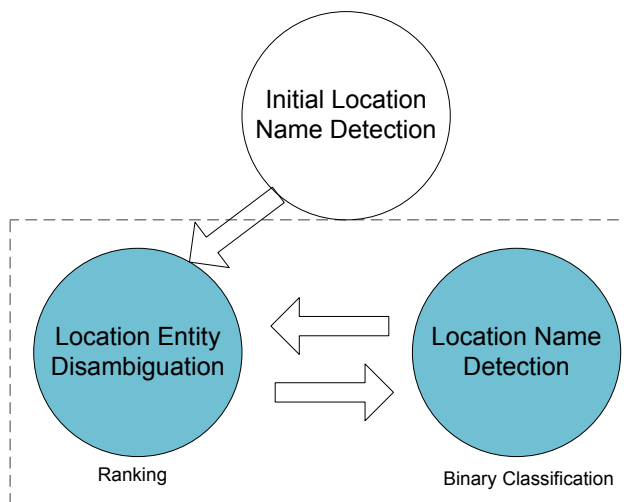 Initial Location
Name Detection
Location Entity
Disambiguation
Location Name
Detection
Ranking
Binary Classification